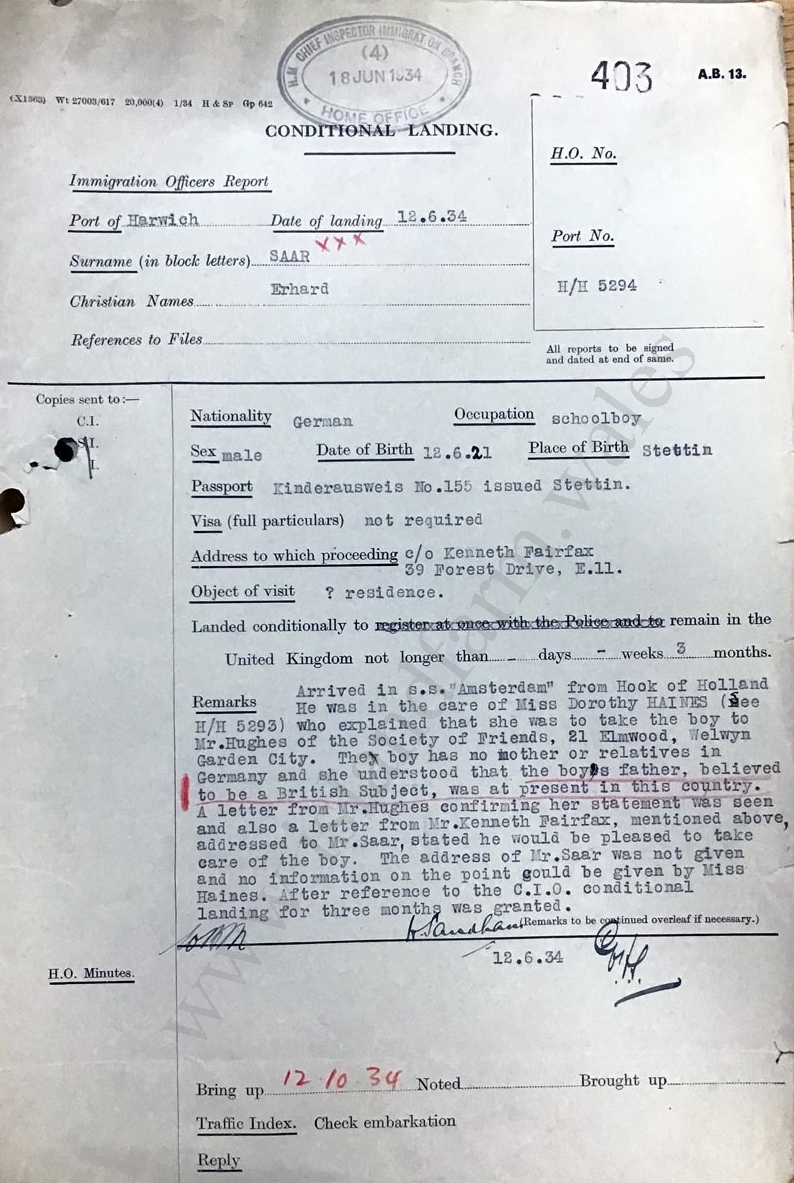 H.M. CHIEF INSPECTOR IMMIGRATION BRANCH
(4)
18 JUN 1934
HOME OFFICE
403
A.B. 13.
(X1363) Wt 27003/617 20,000(4) 1/34 H & SP Gp 642
CONDITIONAL LANDING.
H.O. No.
Immigration Officers Report
Port of Harwich Date of landing 12.6.34
Port No.
xxx
Surname (in block letters) SAAR
H/H 5294
Christian Names Erhard
References to Files
All reports to be signed
and dated at end of same.
Copies sent to:—
C.I.
S.I.
I.
Nationality German Occupation schoolboy
Sex male Date of Birth 12.6.21 Place of Birth Stettin
Passport Kinderausweis No.155 issued Stettin.
Visa (full particulars) not required
Address to which proceeding c/o Kenneth Fairfax
39 Forest Drive, E.11.
Object of visit ? residence.
Landed conditionally to register at once with the Police and to remain in the
United Kingdom not longer than - days - weeks 3 months.
Remarks Arrived in s.s."Amsterdam" from Hook of Holland
He was in the care of Miss Dorothy HAINES (See
H/H 5293) who explained that she was to take the boy to
Mr.Hughes of the Society of Friends, 21 Elmwood, Welwyn
Garden City. The boy has no mother or relatives in
Germany and she understood that the boy's father, believed
to be a British Subject, was at present in this country.
A letter from Mr.Hughes confirming her statement was seen
and also a letter from Mr.Kenneth Fairfax, mentioned above,
addressed to Mr.Saar, stated he would be pleased to take
care of the boy. The address of Mr.Saar was not given
and no information on the point gould be given by Miss
Haines. After reference to the C.I.O. conditional
landing for three months was granted.
(Remarks to be continued overleaf if necessary.)
12.6.34
H.O. Minutes.
Bring up 12.10.34 Noted Brought up
Traffic Index. Check embarkation
Reply